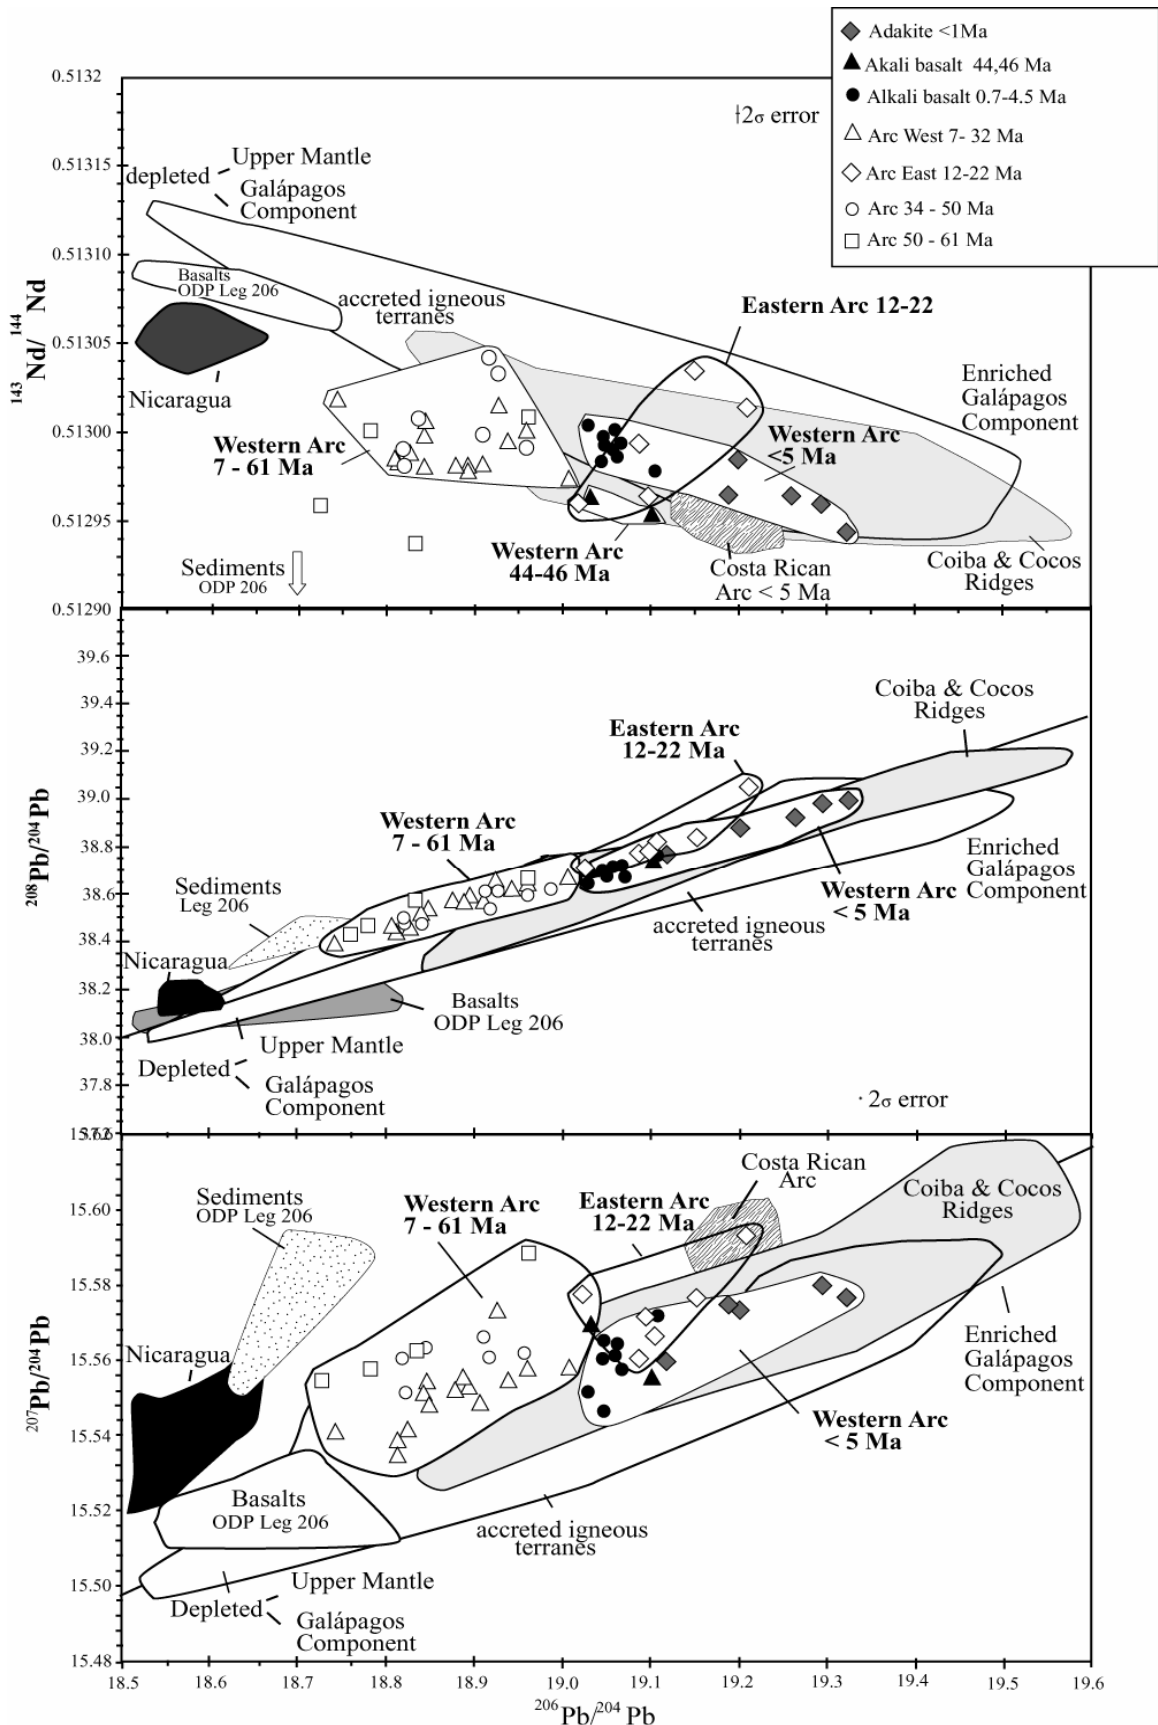 Adakite <1Ma
Akali basalt 44,46 Ma
Alkali basalt 0.7-4.5 Ma
Arc West 7- 32 Ma
Arc East 12-22 Ma
Arc 34 - 50 Ma
Arc 50 - 61 Ma
0.5132
0.51315
0.51310
0.51305
0.51300
0.51295
0.51290
143Nd/ 144 Nd
2σ error
Upper Mantle
depleted
Galápagos
Component
Basalts
ODP Leg 206
accreted igneous
terranes
Eastern Arc 12-22
Nicaragua
Enriched
Galápagos
Component
Western Arc
7 - 61 Ma
Western Arc
<5 Ma
Sediments
ODP 206
Western Arc
44-46 Ma
Costa Rican
Arc < 5 Ma
Coiba & Cocos
Ridges
39.6
39.4
39.2
39.0
38.8
38.6
38.4
38.2
38.0
37.8
208Pb/204Pb
Coiba & Cocos
Ridges
Eastern Arc
12-22 Ma
Western Arc
7 - 61 Ma
Enriched
Galápagos
Component
Sediments
Leg 206
Western Arc
< 5 Ma
accreted igneous
terranes
Nicaragua
Basalts
ODP Leg 206
Upper Mantle
Depleted
Galápagos
Component
2σ error
15.60
15.58
15.56
15.54
15.52
15.50
15.48
207Pb/204Pb
Costa Rican
Arc
Sediments
ODP Leg 206
Western Arc
7 - 61 Ma
Eastern Arc
12-22 Ma
Coiba & Cocos
Ridges
Nicaragua
Enriched
Galápagos
Component
Western Arc
< 5 Ma
Basalts
ODP Leg 206
accreted igneous
terranes
Upper Mantle
Depleted
Galápagos
Component
18.5 18.6 18.7 18.8 18.9 19.0 19.1 19.2 19.3 19.4 19.5 19.6
206Pb/204 Pb